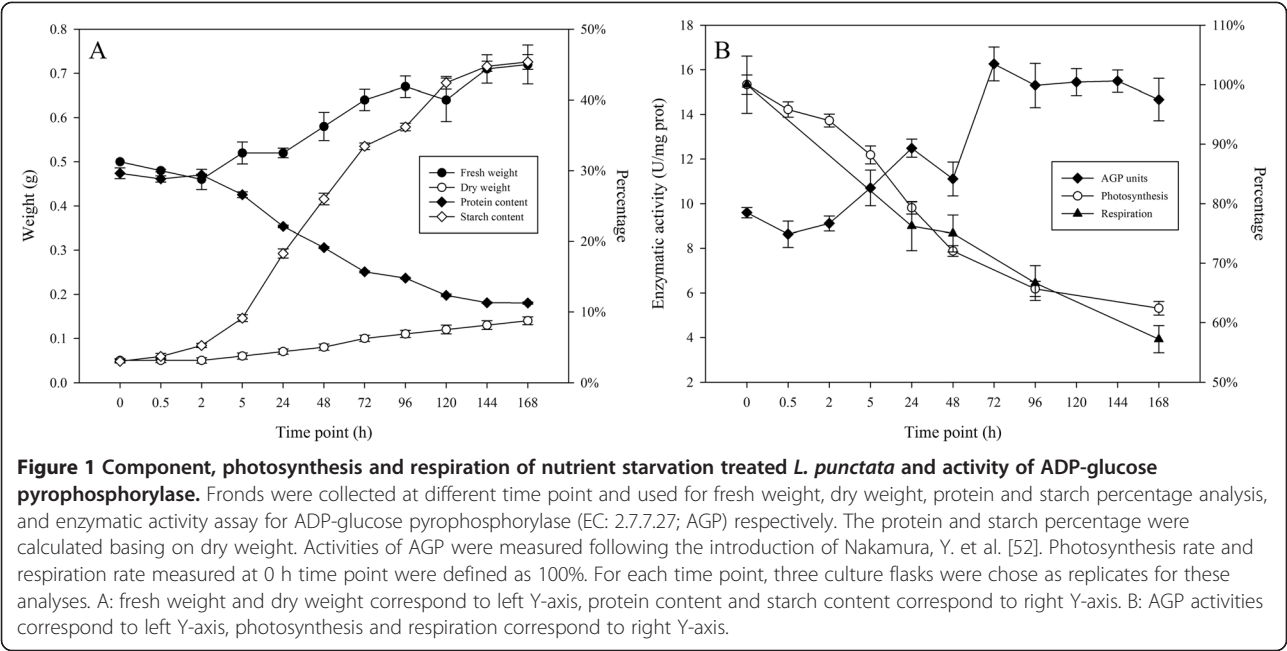 A
0.8
0.7
0.6
0.5
0.4
0.3
0.2
0.1
0.0
Weight (g)
50%
40%
30%
20%
10%
0%
Percentage
Fresh weight
Dry weight
Protein content
Starch content
0 0.5 2 5 24 48 72 96 120 144 168
Time point (h)
B
18
16
14
12
10
8
6
4
2
Enzymatic activity (U/mg prot)
110%
100%
90%
80%
70%
60%
50%
Percentage
AGP units
Photosynthesis
Respiration
0 0.5 2 5 24 48 72 96 120 144 168
Time point (h)
Figure 1 Component, photosynthesis and respiration of nutrient starvation treated L. punctata and activity of ADP-glucose
pyrophosphorylase. Fronds were collected at different time point and used for fresh weight, dry weight, protein and starch percentage analysis,
and enzymatic activity assay for ADP-glucose pyrophosphorylase (EC: 2.7.7.27; AGP) respectively. The protein and starch percentage were
calculated basing on dry weight. Activities of AGP were measured following the introduction of Nakamura, Y. et al. [52]. Photosynthesis rate and
respiration rate measured at 0 h time point were defined as 100%. For each time point, three culture flasks were chose as replicates for these
analyses. A: fresh weight and dry weight correspond to left Y-axis, protein content and starch content correspond to right Y-axis. B: AGP activities
correspond to left Y-axis, photosynthesis and respiration correspond to right Y-axis.